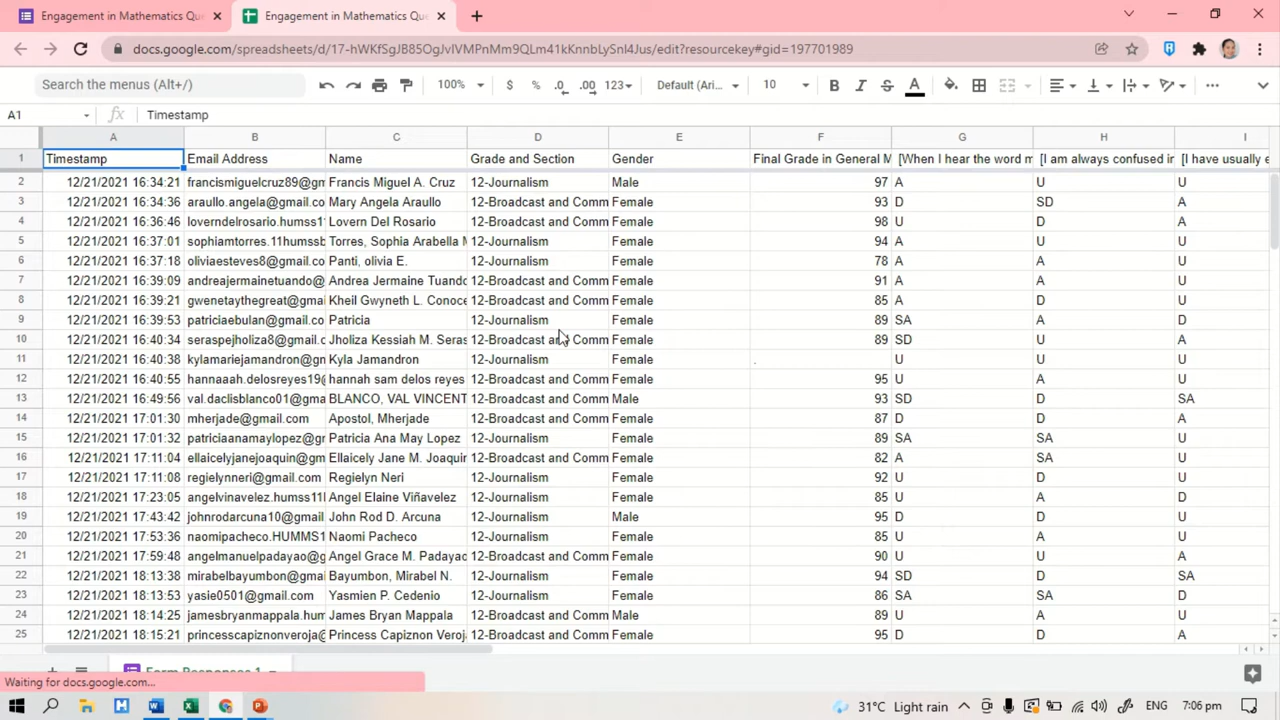 Engagement in Mathematics Que
Engagement in Mathematics Que
docs.google.com/spreadsheets/d/17-hWKfSgJB85OgJvIVMPnMm9QLm41kKnnbLySnl4Jus/edit?resourcekey#gid=197701989
Search the menus (Alt+/) 100% $ % .0 .00 123 Default (Ari... 10 B I S A
A1 fx Timestamp
A B C D E F G H I
1 Timestamp Email Address Name Grade and Section Gender Final Grade in General M [When I hear the word m [I am always confused in [I have usually e
2 12/21/2021 16:34:21 francismiguelcruz89@gm Francis Miguel A. Cruz 12-Journalism Male 97 A U U
3 12/21/2021 16:34:36 araullo.angela@gmail.com Mary Angela Araullo 12-Broadcast and Comm Female 93 D SD A
4 12/21/2021 16:36:46 loverndelrosario.humss1 Lovern Del Rosario 12-Broadcast and Comm Female 98 U D A
5 12/21/2021 16:37:01 sophiamtorres.11humssb Torres, Sophia Arabella M 12-Journalism Female 94 A U U
6 12/21/2021 16:37:18 oliviaesteves8@gmail.co Panti, olivia E. 12-Journalism Female 78 A A U
7 12/21/2021 16:39:09 andreajermainetuando@ Andrea Jermaine Tuando 12-Broadcast and Comm Female 91 A A U
8 12/21/2021 16:39:21 gwenetaythegreat@gmai Kheil Gwyneth L. Conoce 12-Broadcast and Comm Female 85 A D U
9 12/21/2021 16:39:53 patriciaebulan@gmail.co Patricia 12-Journalism Female 89 SA A D
10 12/21/2021 16:40:34 seraspejholiza8@gmail.c Jholiza Kessiah M. Seras 12-Broadcast and Comm Female 89 SD U A
11 12/21/2021 16:40:38 kylamariejamandron@gm Kyla Jamandron 12-Journalism Female . U U U
12 12/21/2021 16:40:55 hannaaah.delosreyes19@ hannah sam delos reyes 12-Broadcast and Comm Female 95 U A U
13 12/21/2021 16:49:56 val.daclisblanco01@gmai BLANCO, VAL VINCENT 12-Broadcast and Comm Male 93 SD D SA
14 12/21/2021 17:01:30 mherjade@gmail.com Apostol, Mherjade 12-Broadcast and Comm Female 87 D D A
15 12/21/2021 17:01:32 patriciaanamaylopez@gm Patricia Ana May Lopez 12-Journalism Female 89 SA SA U
16 12/21/2021 17:11:04 ellaicelyjanejoaquin@gm Ellaicely Jane M. Joaquin 12-Broadcast and Comm Female 82 A SA U
17 12/21/2021 17:11:08 regielynneri@gmail.com Regielyn Neri 12-Journalism Female 92 U D U
18 12/21/2021 17:23:05 angelvinavelez.humss11 Angel Elaine Viñavelez 12-Journalism Female 85 U A D
19 12/21/2021 17:43:42 johnrodarcuna10@gmail. John Rod D. Arcuna 12-Journalism Male 95 D D U
20 12/21/2021 17:53:36 naomipacheco.HUMMS1 Naomi Pacheco 12-Journalism Female 85 U A U
21 12/21/2021 17:59:48 angelmanuelpadayao@g Angel Grace M. Padayao 12-Broadcast and Comm Female 90 U U A
22 12/21/2021 18:13:38 mirabelbayumbon@gmai Bayumbon, Mirabel N. 12-Journalism Female 94 SD D SA
23 12/21/2021 18:13:53 yasie0501@gmail.com Yasmien P. Cedenio 12-Journalism Female 86 SA SA D
24 12/21/2021 18:14:25 jamesbryanmappala.hum James Bryan Mappala 12-Broadcast and Comm Male 89 U A U
25 12/21/2021 18:15:21 princesscapiznonveroja@ Princess Capiznon Veroja 12-Broadcast and Comm Female 95 D D A
Form Responses 1
Waiting for docs.google.com...
31°C Light rain ENG 7:06 pm